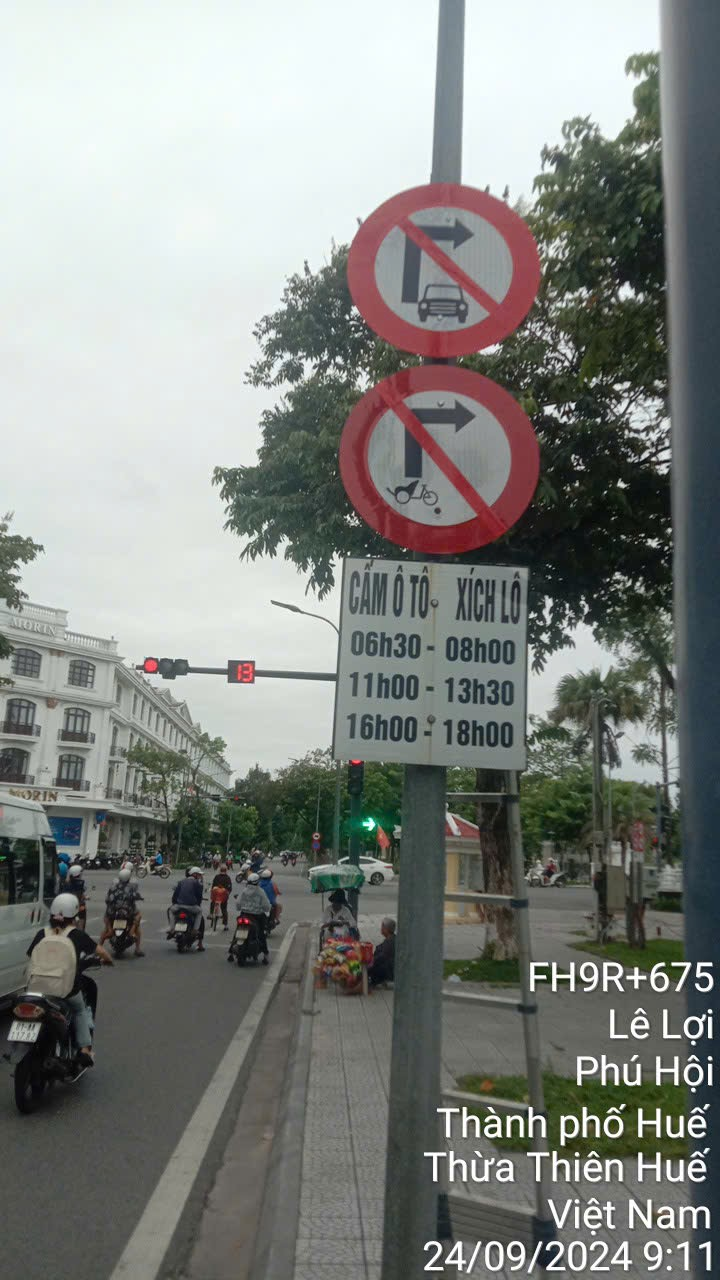 CẤM Ô TÔ XÍCH LÔ
06h30 - 08h00
11h00 - 13h30
16h00 - 18h00
MORIN
13
MORIN
FH9R+675
Lê Lợi
Phú Hội
Thành phố Huế
Thừa Thiên Huế
Việt Nam
24/09/2024 9:11